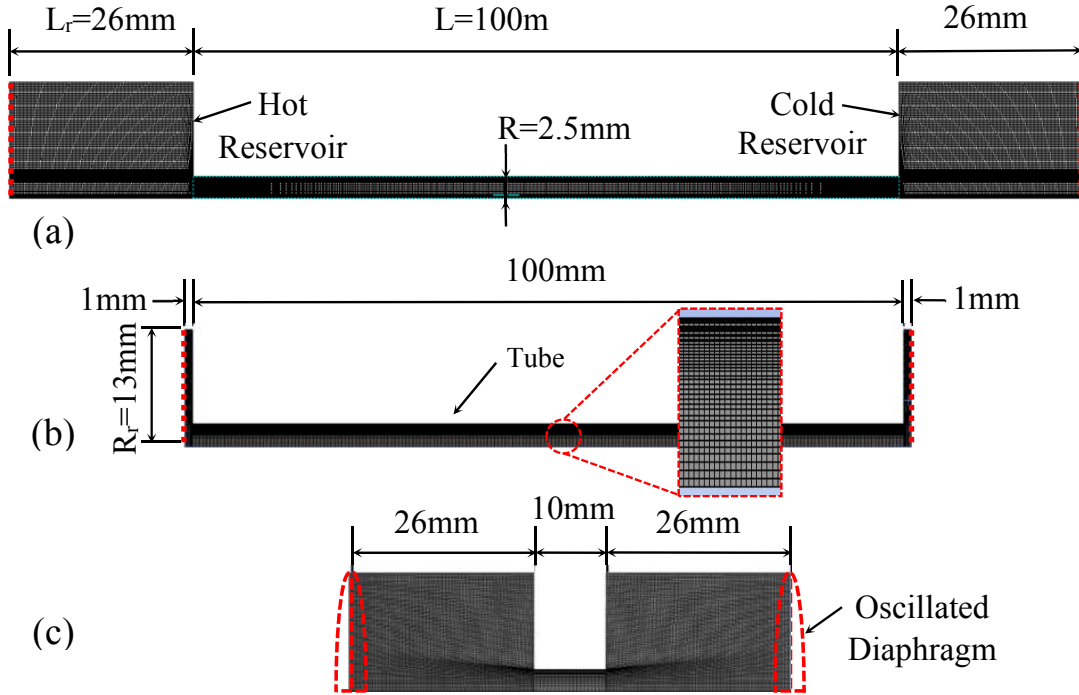 Lr=26mm
L=100m
26mm
Hot
Reservoir
R=2.5mm
Cold
Reservoir
(a)
100mm
1mm
1mm
Rr=13mm
Tube
(b)
10mm
26mm
26mm
(c)
Oscillated
Diaphragm